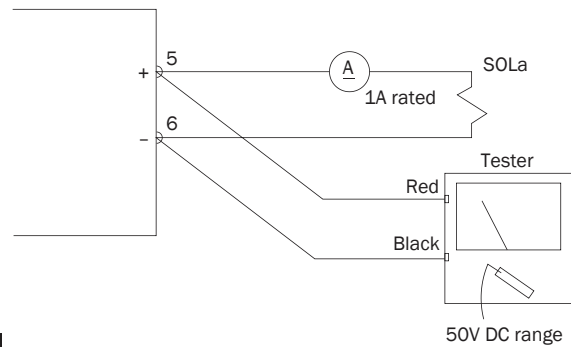 5
+
A
SOLa
1A rated
6
−
Tester
Red
Black
50V DC range